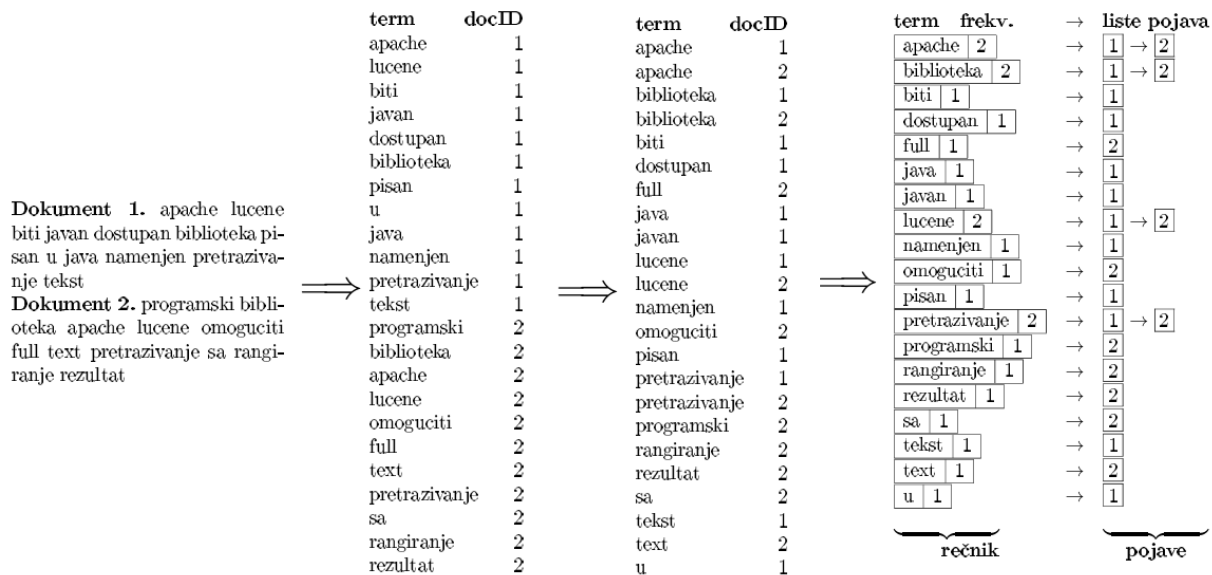 Dokument 1. apache lucene
biti javan dostupan biblioteka pi-
san u java namenjen pretraziva-
nje tekst
Dokument 2. programski bibli-
oteka apache lucene omoguciti
full text pretrazivanje sa rangi-
ranje rezultat
⟹
term docID
apache 1
lucene 1
biti 1
javan 1
dostupan 1
biblioteka 1
pisan 1
u 1
java 1
namenjen 1
pretrazivanje 1
tekst 1
programski 2
biblioteka 2
apache 2
lucene 2
omoguciti 2
full 2
text 2
pretrazivanje 2
sa 2
rangiranje 2
rezultat 2
⟹
term docID
apache 1
apache 2
biblioteka 1
biblioteka 2
biti 1
dostupan 1
full 2
java 1
javan 1
lucene 1
lucene 2
namenjen 1
omoguciti 2
pisan 1
pretrazivanje 1
pretrazivanje 2
programski 2
rangiranje 2
rezultat 2
sa 2
tekst 1
text 2
u 1
⟹
term frekv. → liste pojava
apache 2 → 1 → 2
biblioteka 2 → 1 → 2
biti 1 → 1
dostupan 1 → 1
full 1 → 2
java 1 → 1
javan 1 → 1
lucene 2 → 1 → 2
namenjen 1 → 1
omoguciti 1 → 2
pisan 1 → 1
pretrazivanje 2 → 1 → 2
programski 1 → 2
rangiranje 1 → 2
rezultat 1 → 2
sa 1 → 2
tekst 1 → 1
text 1 → 2
u 1 → 1
rečnik pojave